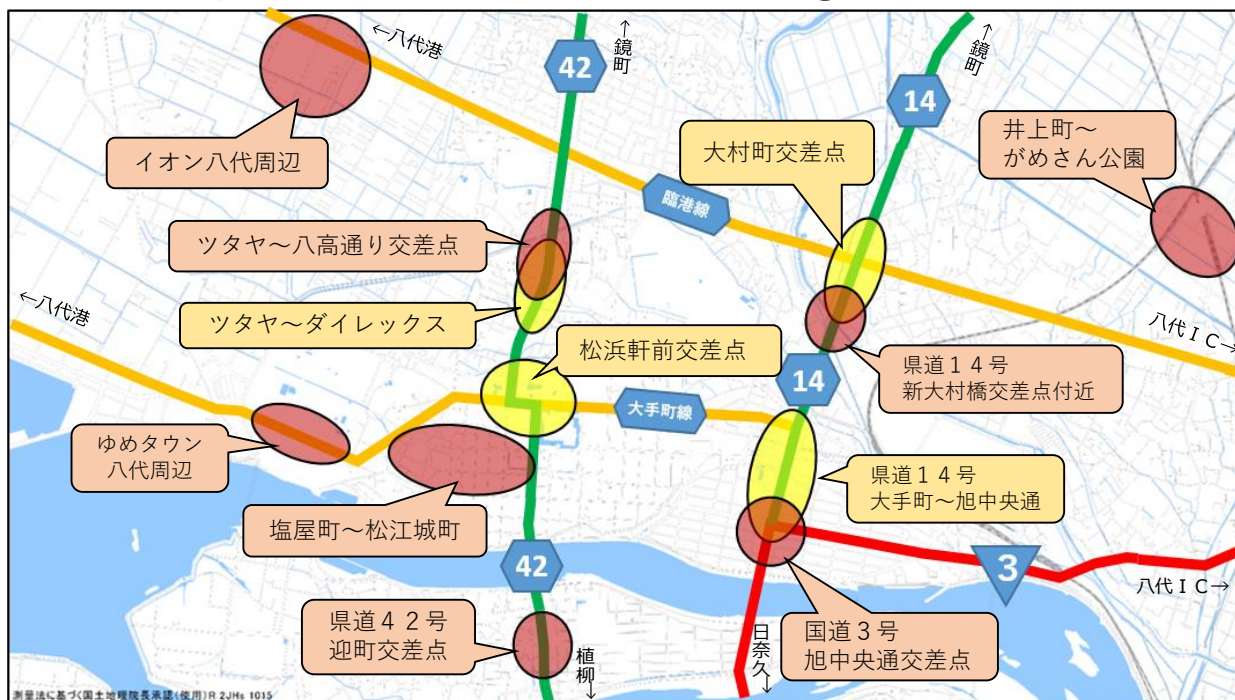 ←八代港
42
↑鏡町
14
↑鏡町
井上町～
がめさん公園
大村町交差点
イオン八代周辺
臨港線
ツタヤ～八高通り交差点
←八代港
ツタヤ～ダイレックス
八代ＩＣ→
松浜軒前交差点
県道１４号
新大村橋交差点付近
14
大手町線
ゆめタウン
八代周辺
県道１４号
大手町～旭中央通
塩屋町～松江城町
42
3
八代ＩＣ→
県道４２号
迎町交差点
植柳→
日奈久→
国道３号
旭中央通交差点
測量法に基づく国土地理院長承認（使用）R 2JHs 1015